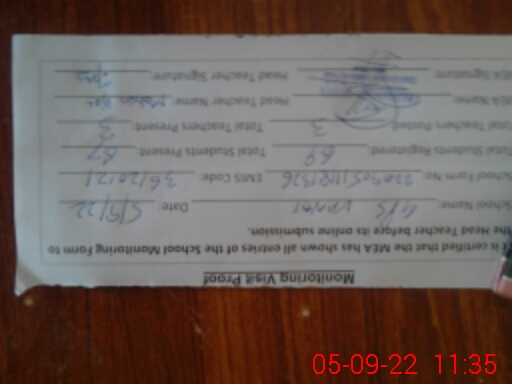 Monitoring Visit Proof
It is certified that the MEA has shown all entries of the School Monitoring Form to
the Head Teacher before its online submission.
School Name: GPS Date: 5/9/22
School Form No: EMIS Code: 36120171
Total Students Registered: 69 Total Students Present: 67
Total Teachers Posted: 3 Total Teachers Present: 3
MEA Name: Head Teacher Name:
MEA Signature: Head Teacher Signature:
05-09-22 11:35